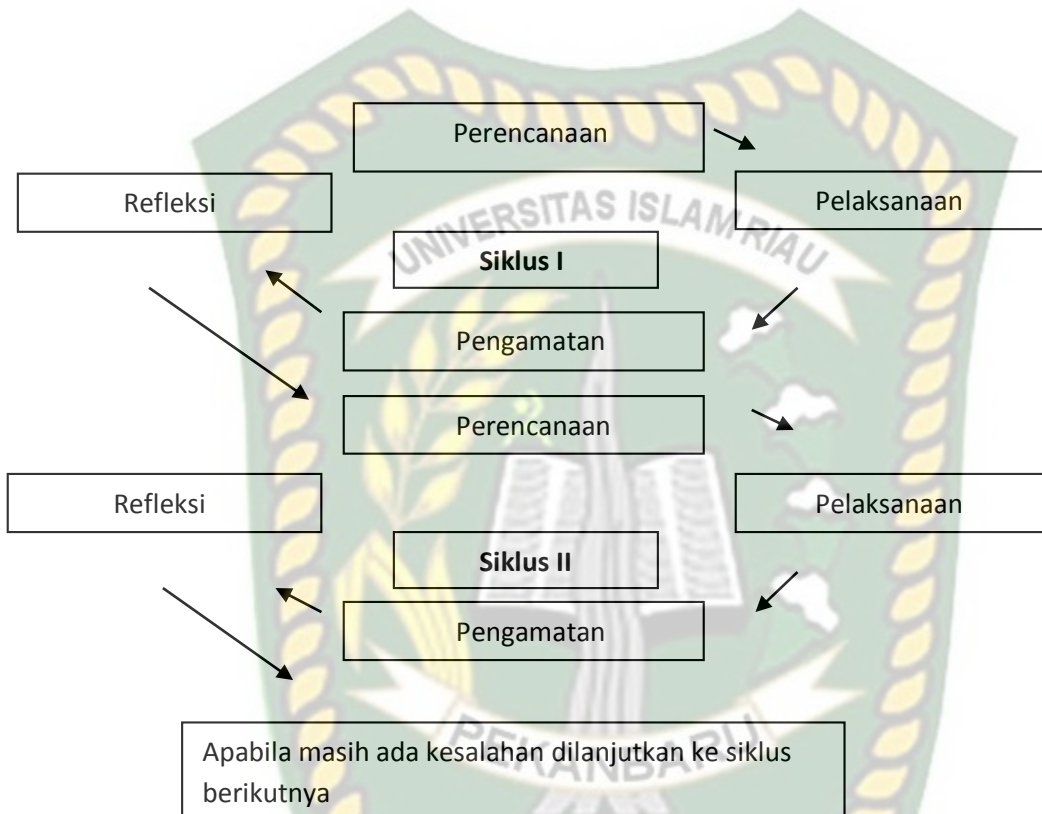 Perencanaan
Refleksi
Pelaksanaan
UNIVERSITAS ISLAM RIAU
Siklus I
Pengamatan
Perencanaan
Refleksi
Pelaksanaan
Siklus II
Pengamatan
PEKANBARU
Apabila masih ada kesalahan dilanjutkan ke siklus
berikutnya